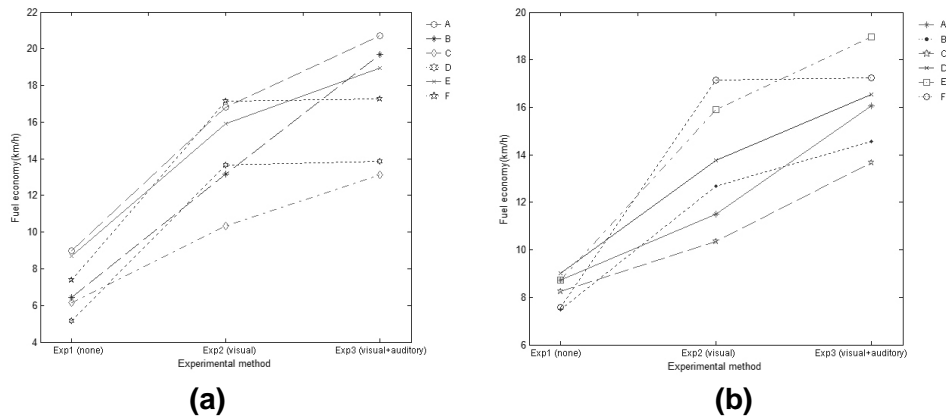 22
20
18
16
14
12
10
8
6
4
Fuel economy(km/h)
Exp1 (none)
Exp2 (visual)
Exp3 (visual+auditory)
Experimental method
A
B
C
D
E
F
(a)
20
18
16
14
12
10
8
6
Fuel economy(km/h)
Exp1 (none)
Exp2 (visual)
Exp3 (visual+auditory)
Experimental method
A
B
C
D
E
F
(b)